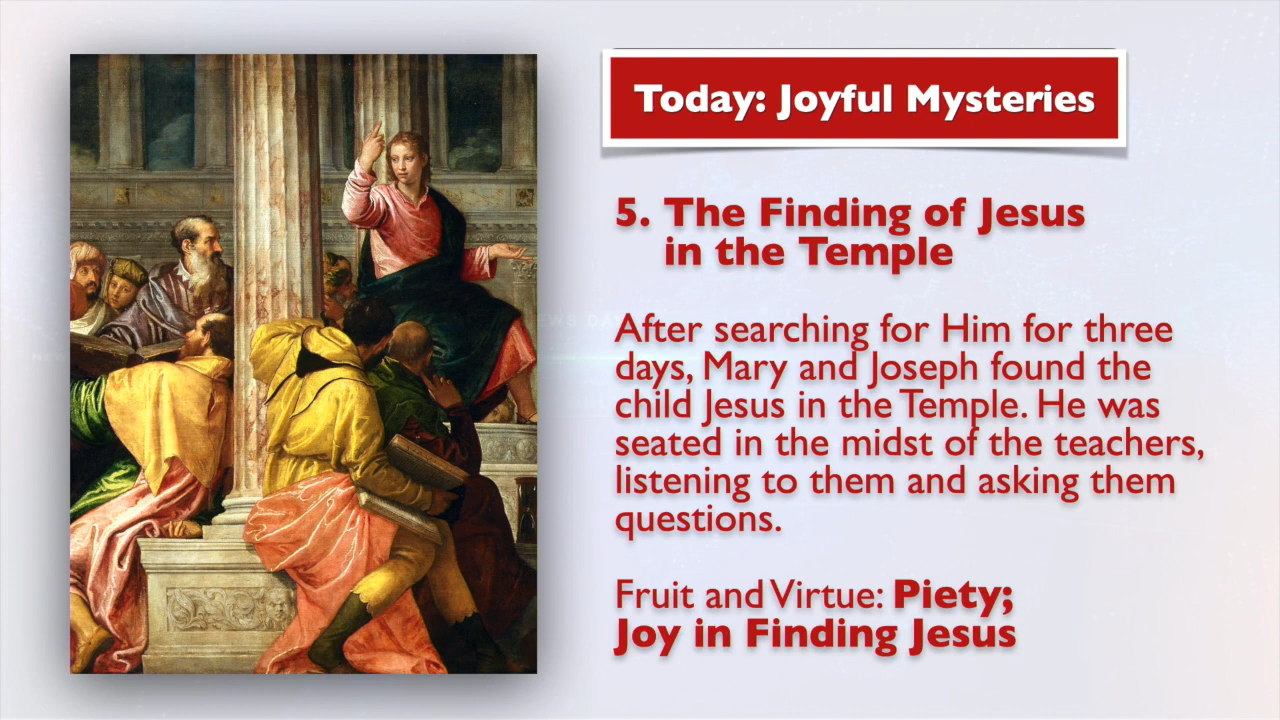 Today: Joyful Mysteries
5. The Finding of Jesus
in the Temple
After searching for Him for three
days, Mary and Joseph found the
child Jesus in the Temple. He was
seated in the midst of the teachers,
listening to them and asking them
questions.
Fruit and Virtue: Piety;
Joy in Finding Jesus